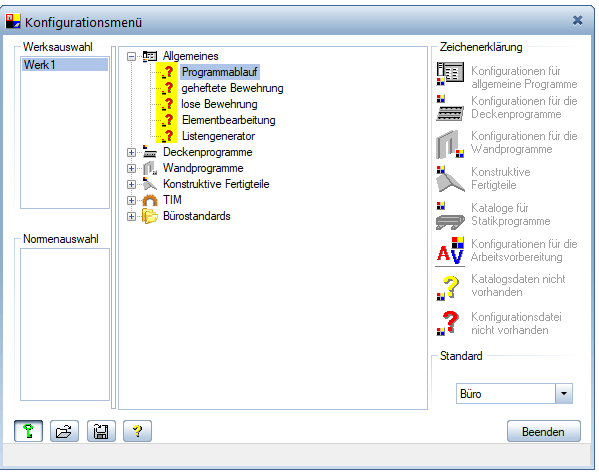 Konfigurationsmenü
Werksauswahl
Werk1
Nomenauswahl
Allgemeines
Programmablauf
geheftete Bewehrung
lose Bewehrung
Elementbearbeitung
Listengenerator
Deckenprogramme
Wandprogramme
Konstruktive Fertigteile
TIM
Bürostandards
Zeichenerklärung
Konfigurationen für
allgemeine Programme
Konfigurationen für die
Deckenprogramme
Konfigurationen für die
Wandprogramme
Konstruktive
Fertigteile
Kataloge für
Statikprogramme
AV
Konfigurationen für die
Arbeitsvorbereitung
Katalogsdaten nicht
vorhanden
Konfigurationsdatei
nicht vorhanden
Standard
Büro
Beenden